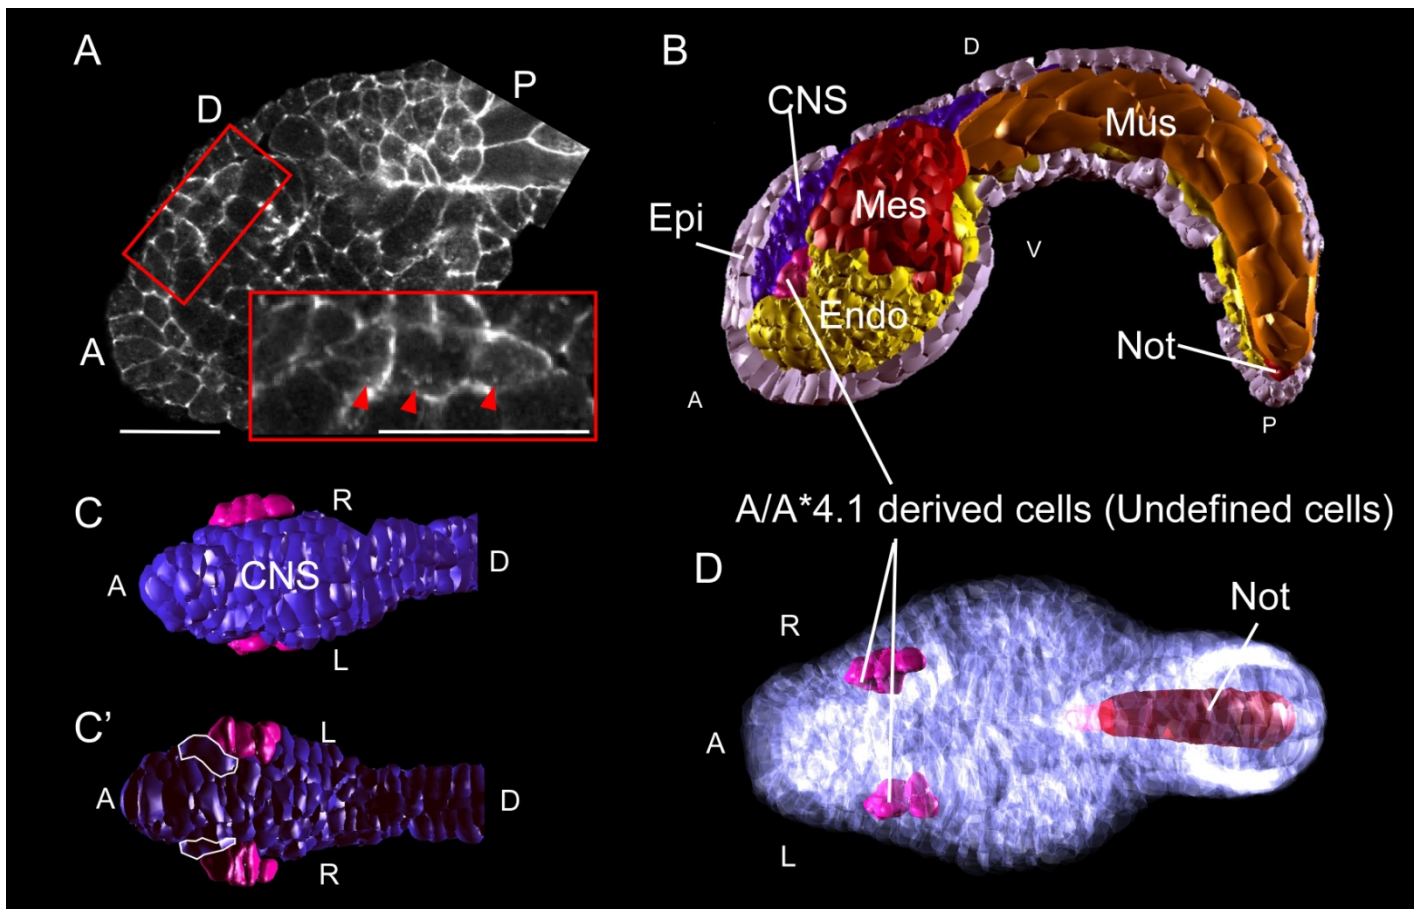 A
D
P
A
B
D
CNS
Mus
Epi
Mes
V
Endo
Not
A
P
A/A*4.1 derived cells (Undefined cells)
C
R
A
CNS
D
L
C’
L
A
D
R
D
Not
R
A
L